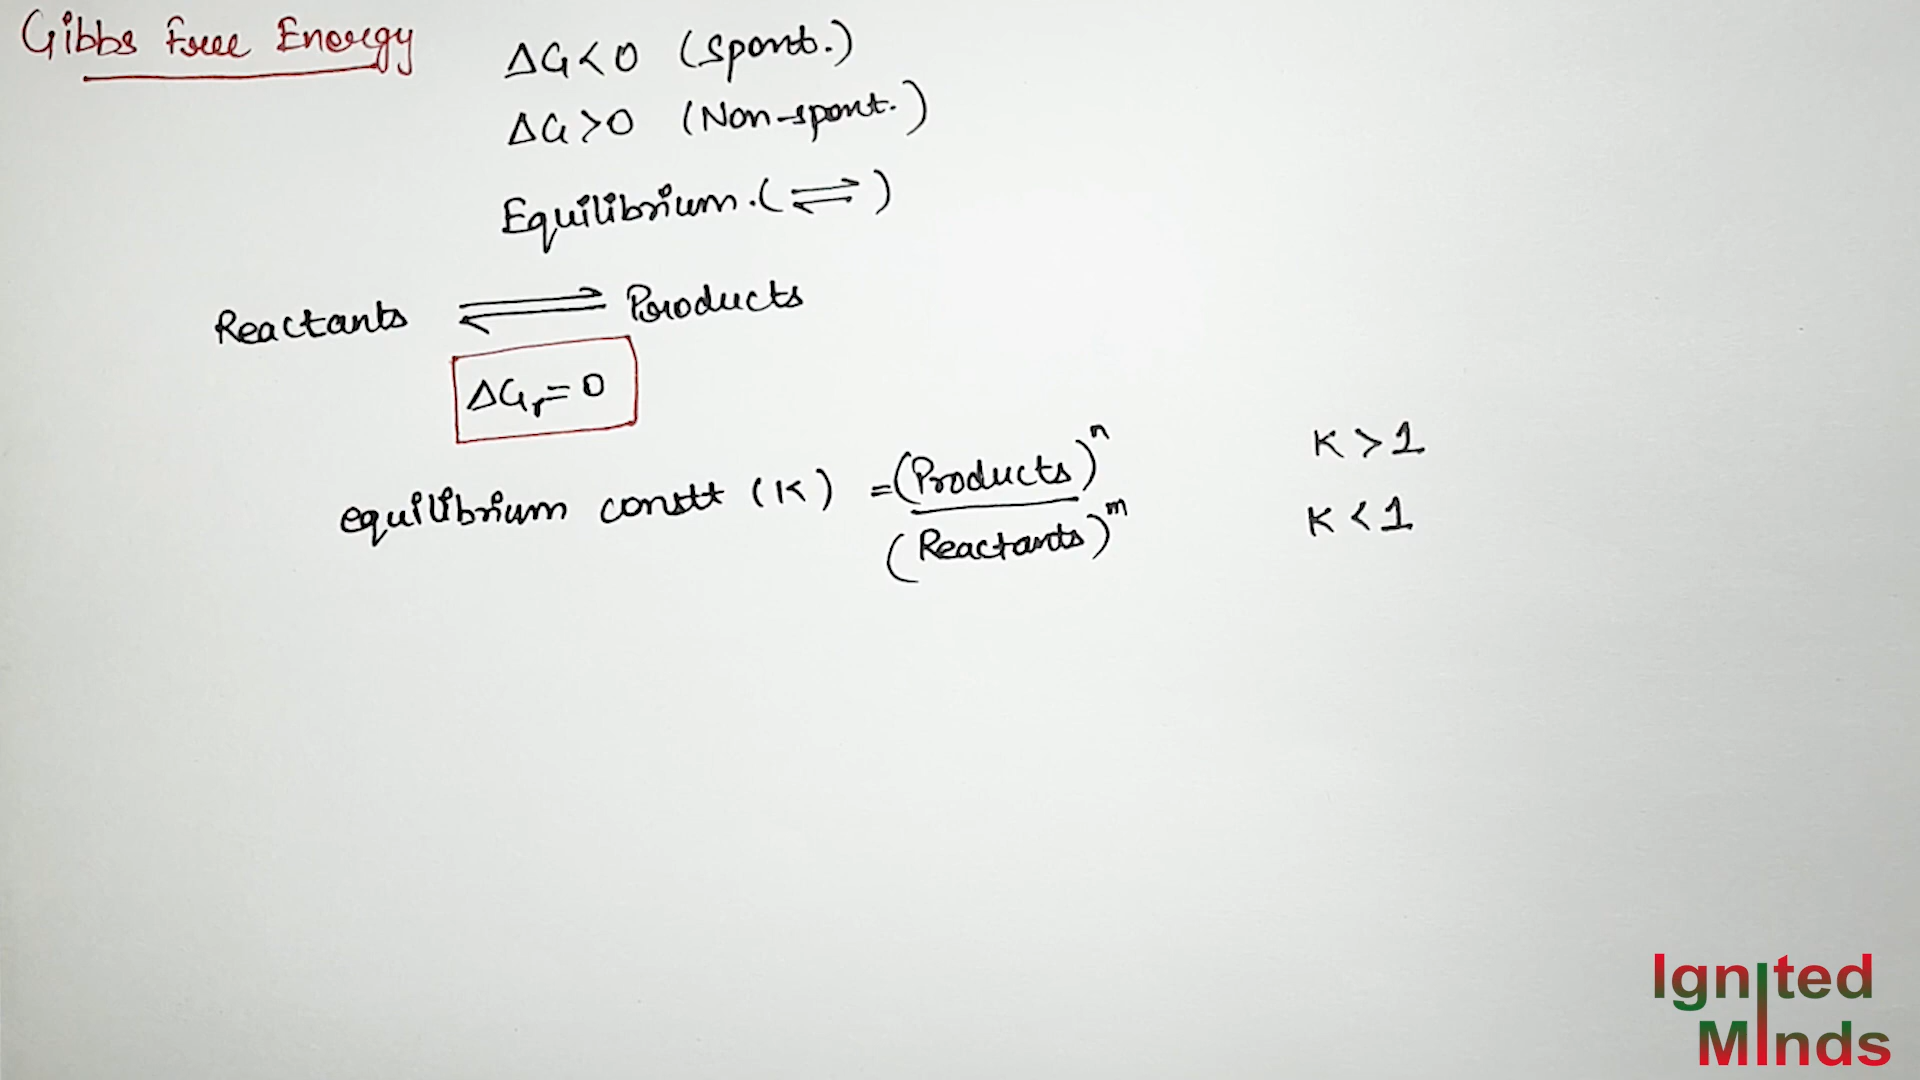 Gibbs Free Energy
ΔG < 0 (Spont.)
ΔG > 0 (Non-spont.)
Equilibrium. (⇌)
Reactants ⇌ Products
ΔGr = 0
equilibrium constt (K) = (Products)ⁿ / (Reactants)ᵐ
K > 1
K < 1
Ignited
Minds